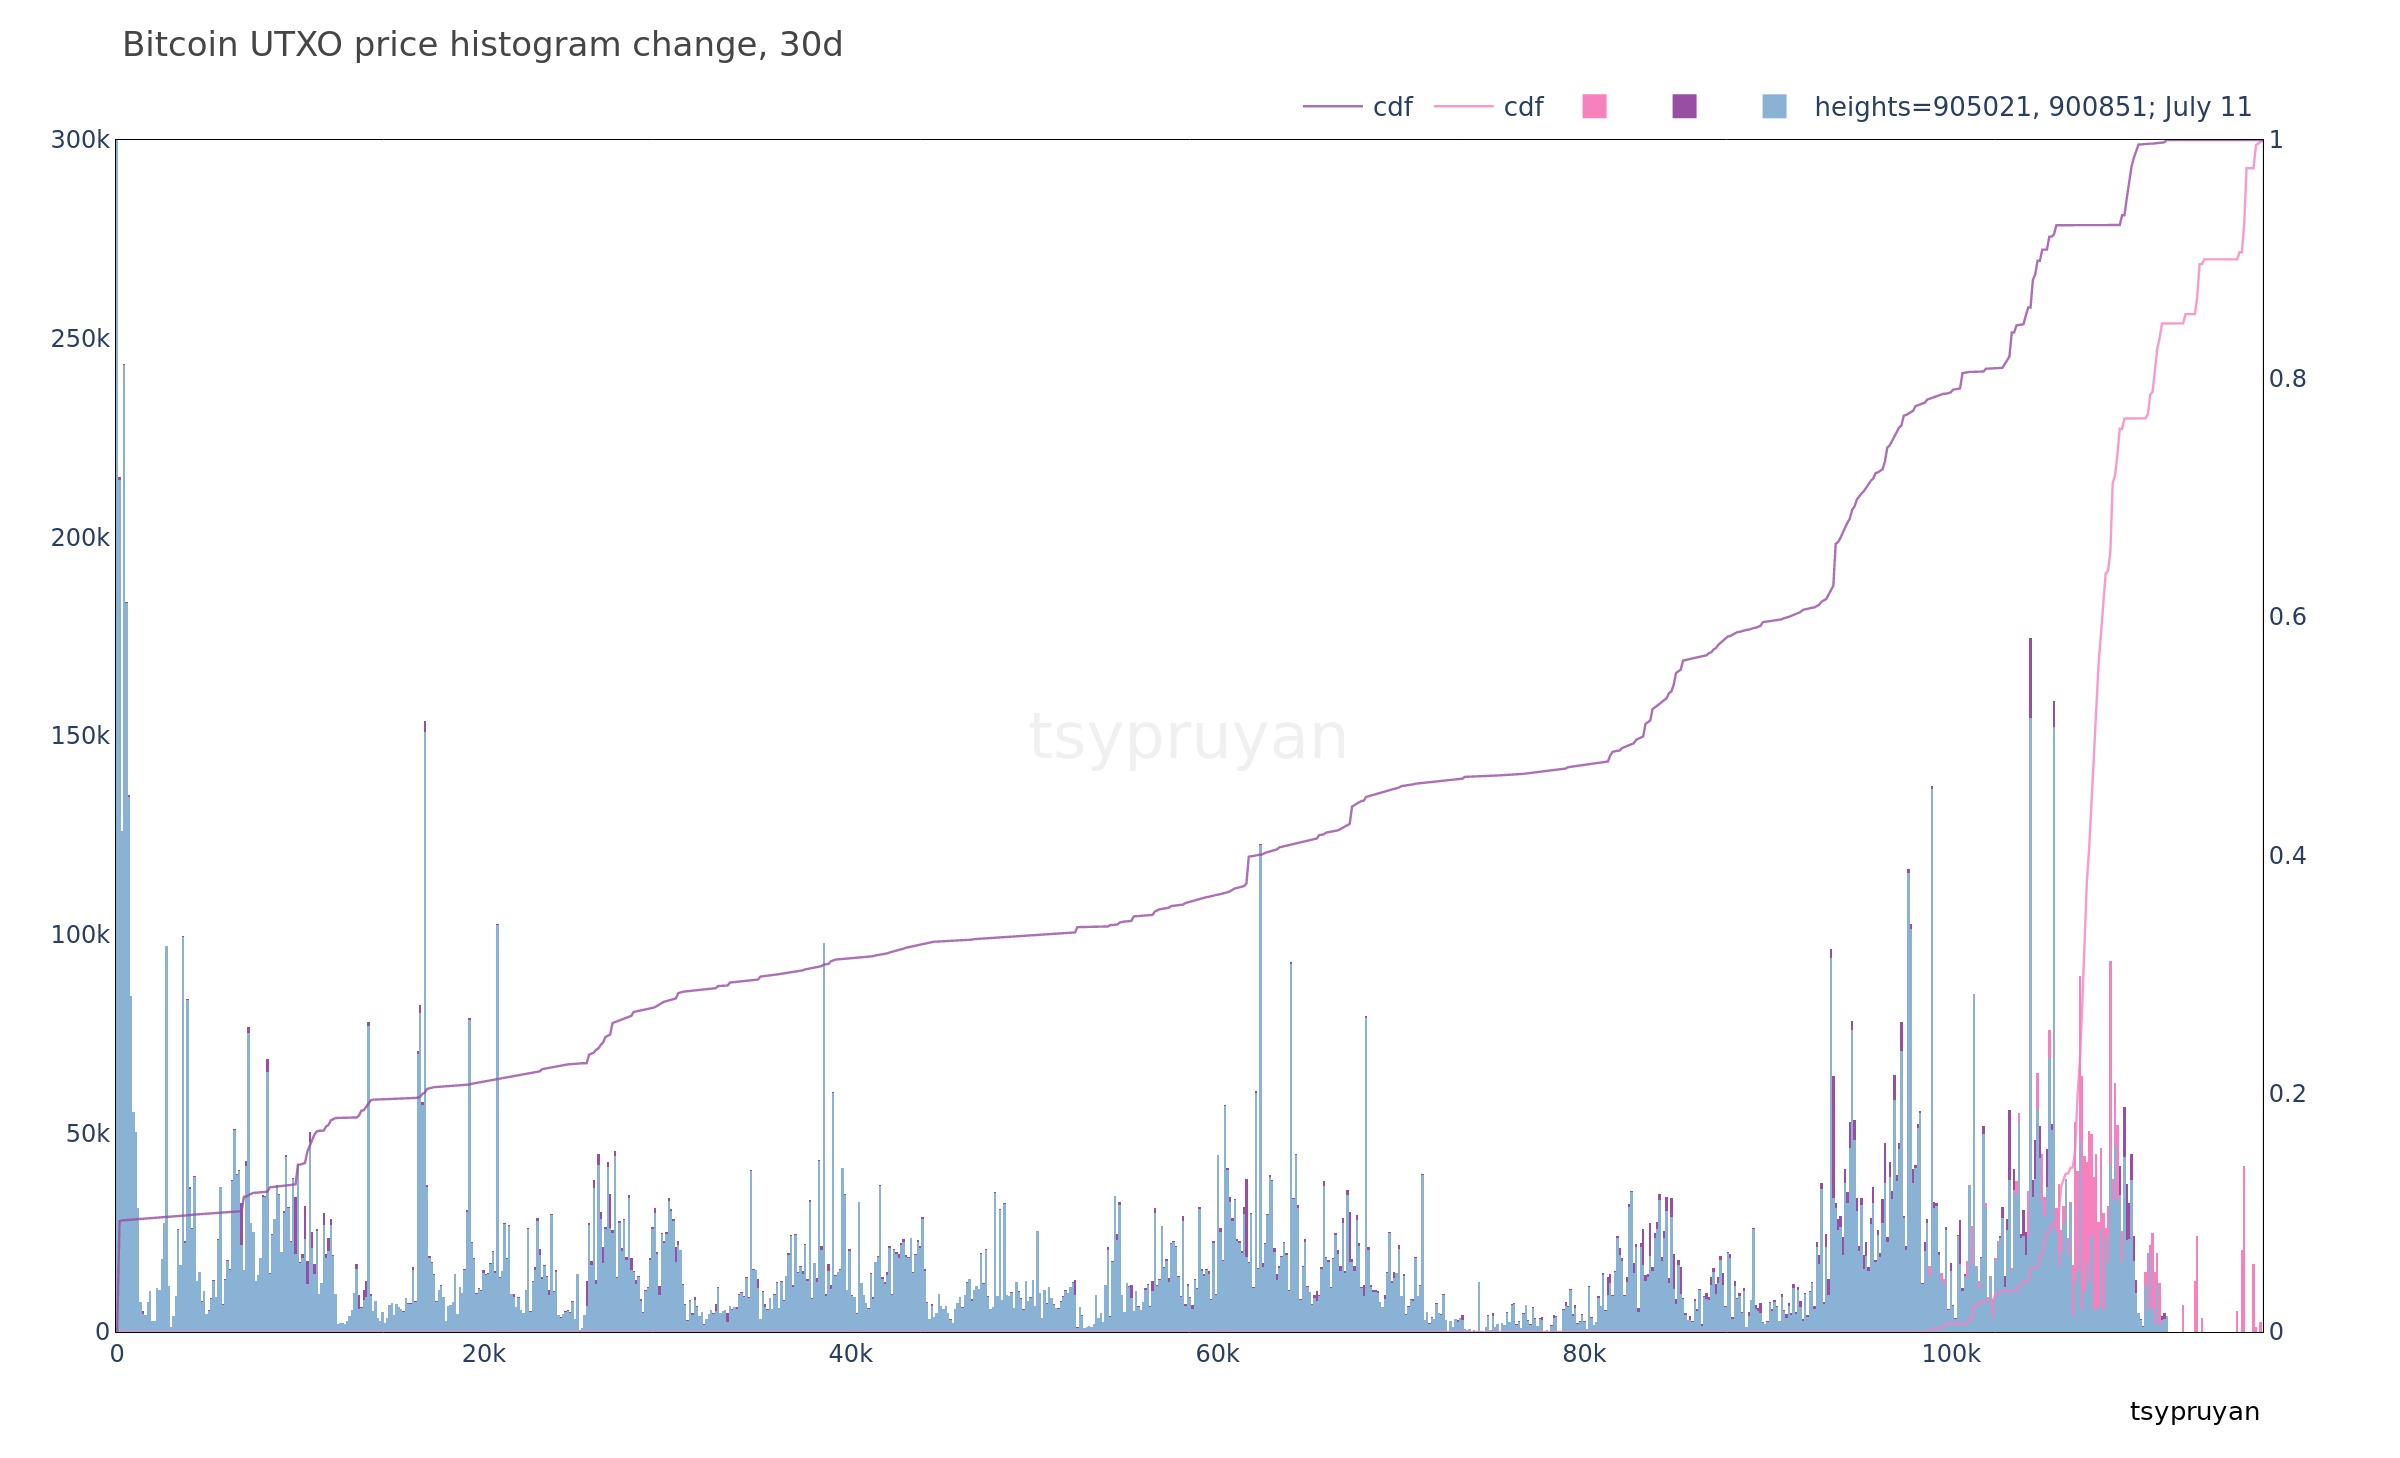 Bitcoin UTXO price histogram change, 30d
cdf cdf heights=905021, 900851; July 11
300k
250k
200k
150k
100k
50k
0
1
0.8
0.6
0.4
0.2
0
tsypruyan
0 20k 40k 60k 80k 100k
tsypruyan